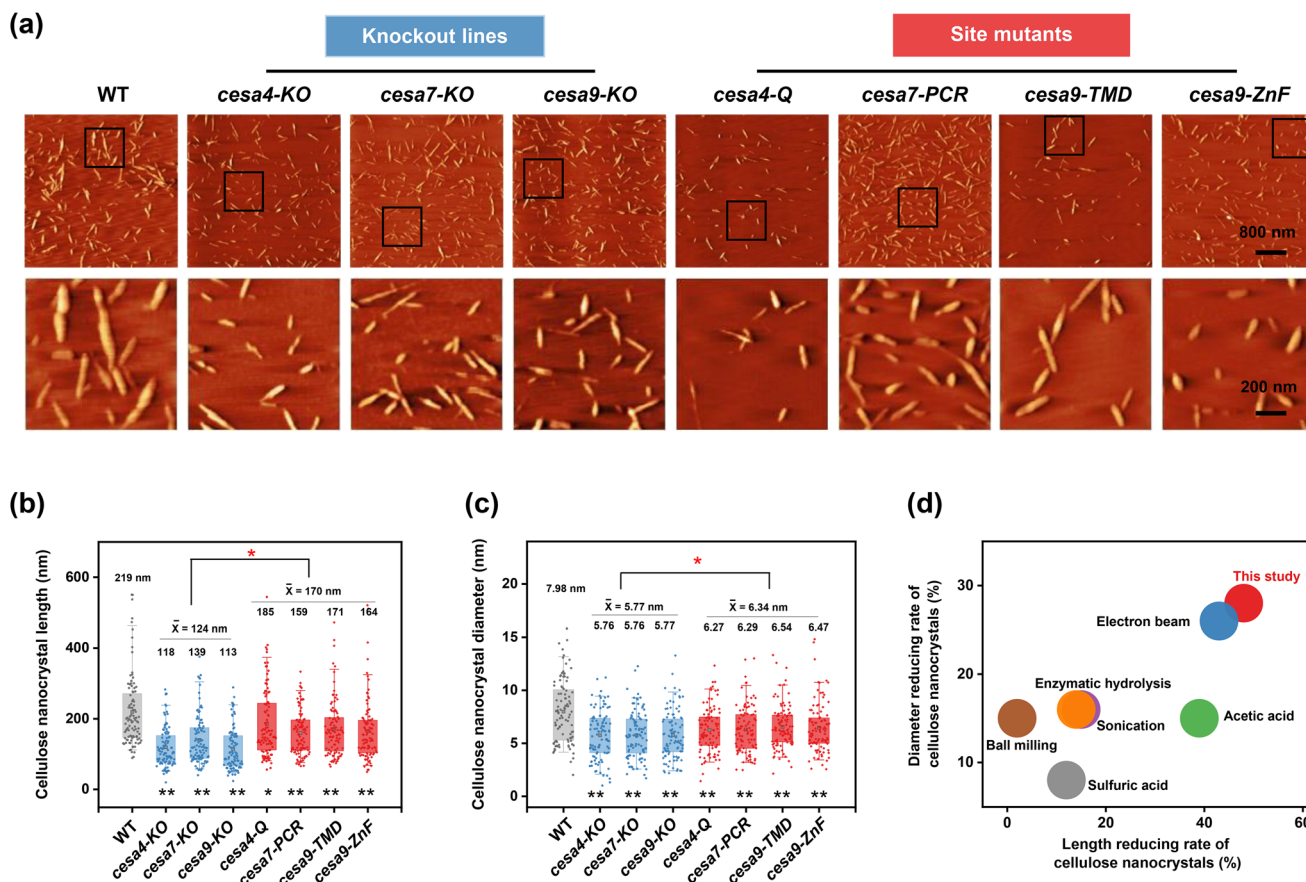 (a)
Knockout lines
Site mutants
WT
cesa4-KO
cesa7-KO
cesa9-KO
cesa4-Q
cesa7-PCR
cesa9-TMD
cesa9-ZnF
800 nm
200 nm
(b)
Cellulose nanocrystal length (nm)
600
400
200
0
*
219 nm
X̄ = 170 nm
185
159
171
164
X̄ = 124 nm
118
139
113
** ** ** * ** ** **
WT
cesa4-KO
cesa7-KO
cesa9-KO
cesa4-Q
cesa7-PCR
cesa9-TMD
cesa9-ZnF
(c)
Cellulose nanocrystal diameter (nm)
20
15
10
5
0
*
7.98 nm
X̄ = 5.77 nm
5.76
5.76
5.77
X̄ = 6.34 nm
6.27
6.29
6.54
6.47
** ** ** ** ** ** **
WT
cesa4-KO
cesa7-KO
cesa9-KO
cesa4-Q
cesa7-PCR
cesa9-TMD
cesa9-ZnF
(d)
Diameter reducing rate of
cellulose nanocrystals (%)
30
20
10
This study
Electron beam
Enzymatic hydrolysis
Sonication
Acetic acid
Ball milling
Sulfuric acid
0
20
40
60
Length reducing rate of
cellulose nanocrystals (%)